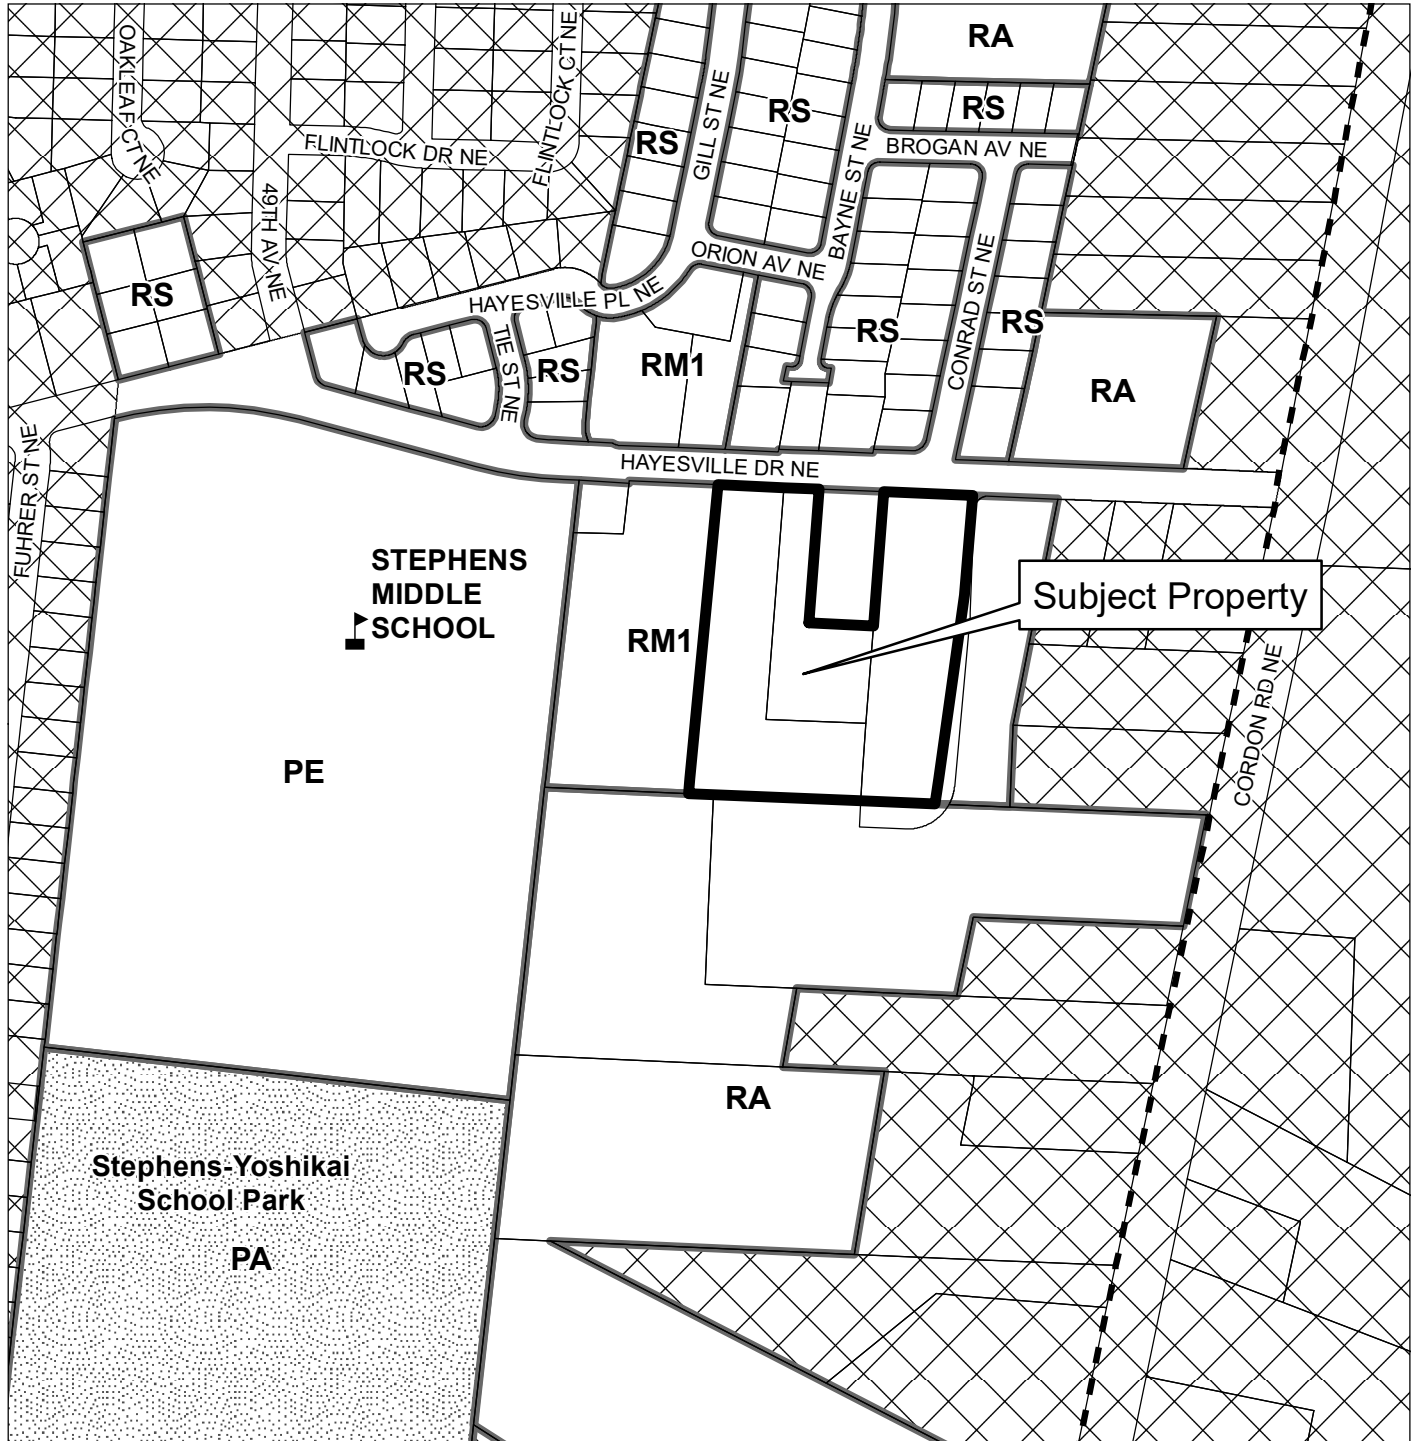 RA
OAKLEAF CT NE
FLINTLOCK CT NE
GILL ST NE
RS
RS
RS
BROGAN AV NE
FLINTLOCK DR NE
BAYNE ST NE
49TH AV NE
ORION AV NE
CONRAD ST NE
RS
HAYESVILLE PL NE
RS
RS
TIE ST NE
RS
RS
RM1
RA
HAYESVILLE DR NE
FUHRER ST NE
STEPHENS
MIDDLE
SCHOOL
Subject Property
RM1
CORDON RD NE
PE
RA
Stephens-Yoshikai
School Park
PA